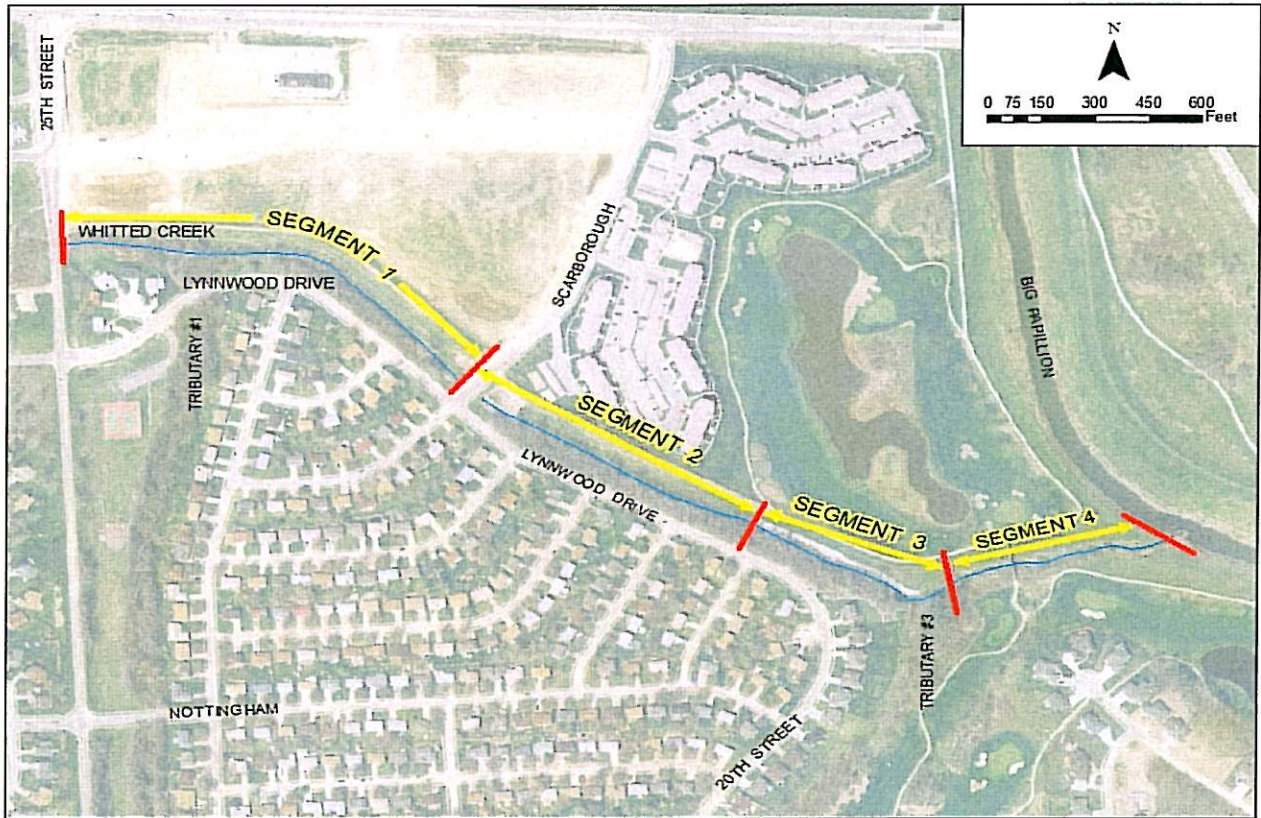 N
0 75 150 300 450 600
Feet
25TH STREET
WHITTED CREEK
SEGMENT 1
LYNNWOOD DRIVE
TRIBUTARY #1
SCARBOROUGH
SEGMENT 2
LYNNWOOD DRIVE
BIG PAPILLION
SEGMENT 3
SEGMENT 4
TRIBUTARY #3
NOTTINGHAM
20TH STREET